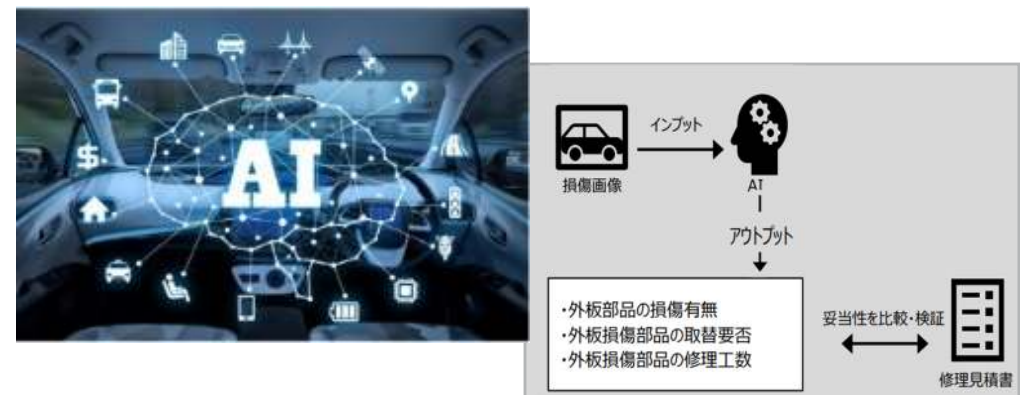 AI
インプット
損傷画像
AI
アウトプット
・外板部品の損傷有無
・外板損傷部品の取替要否
・外板損傷部品の修理工数
妥当性を比較・検証
修理見積書